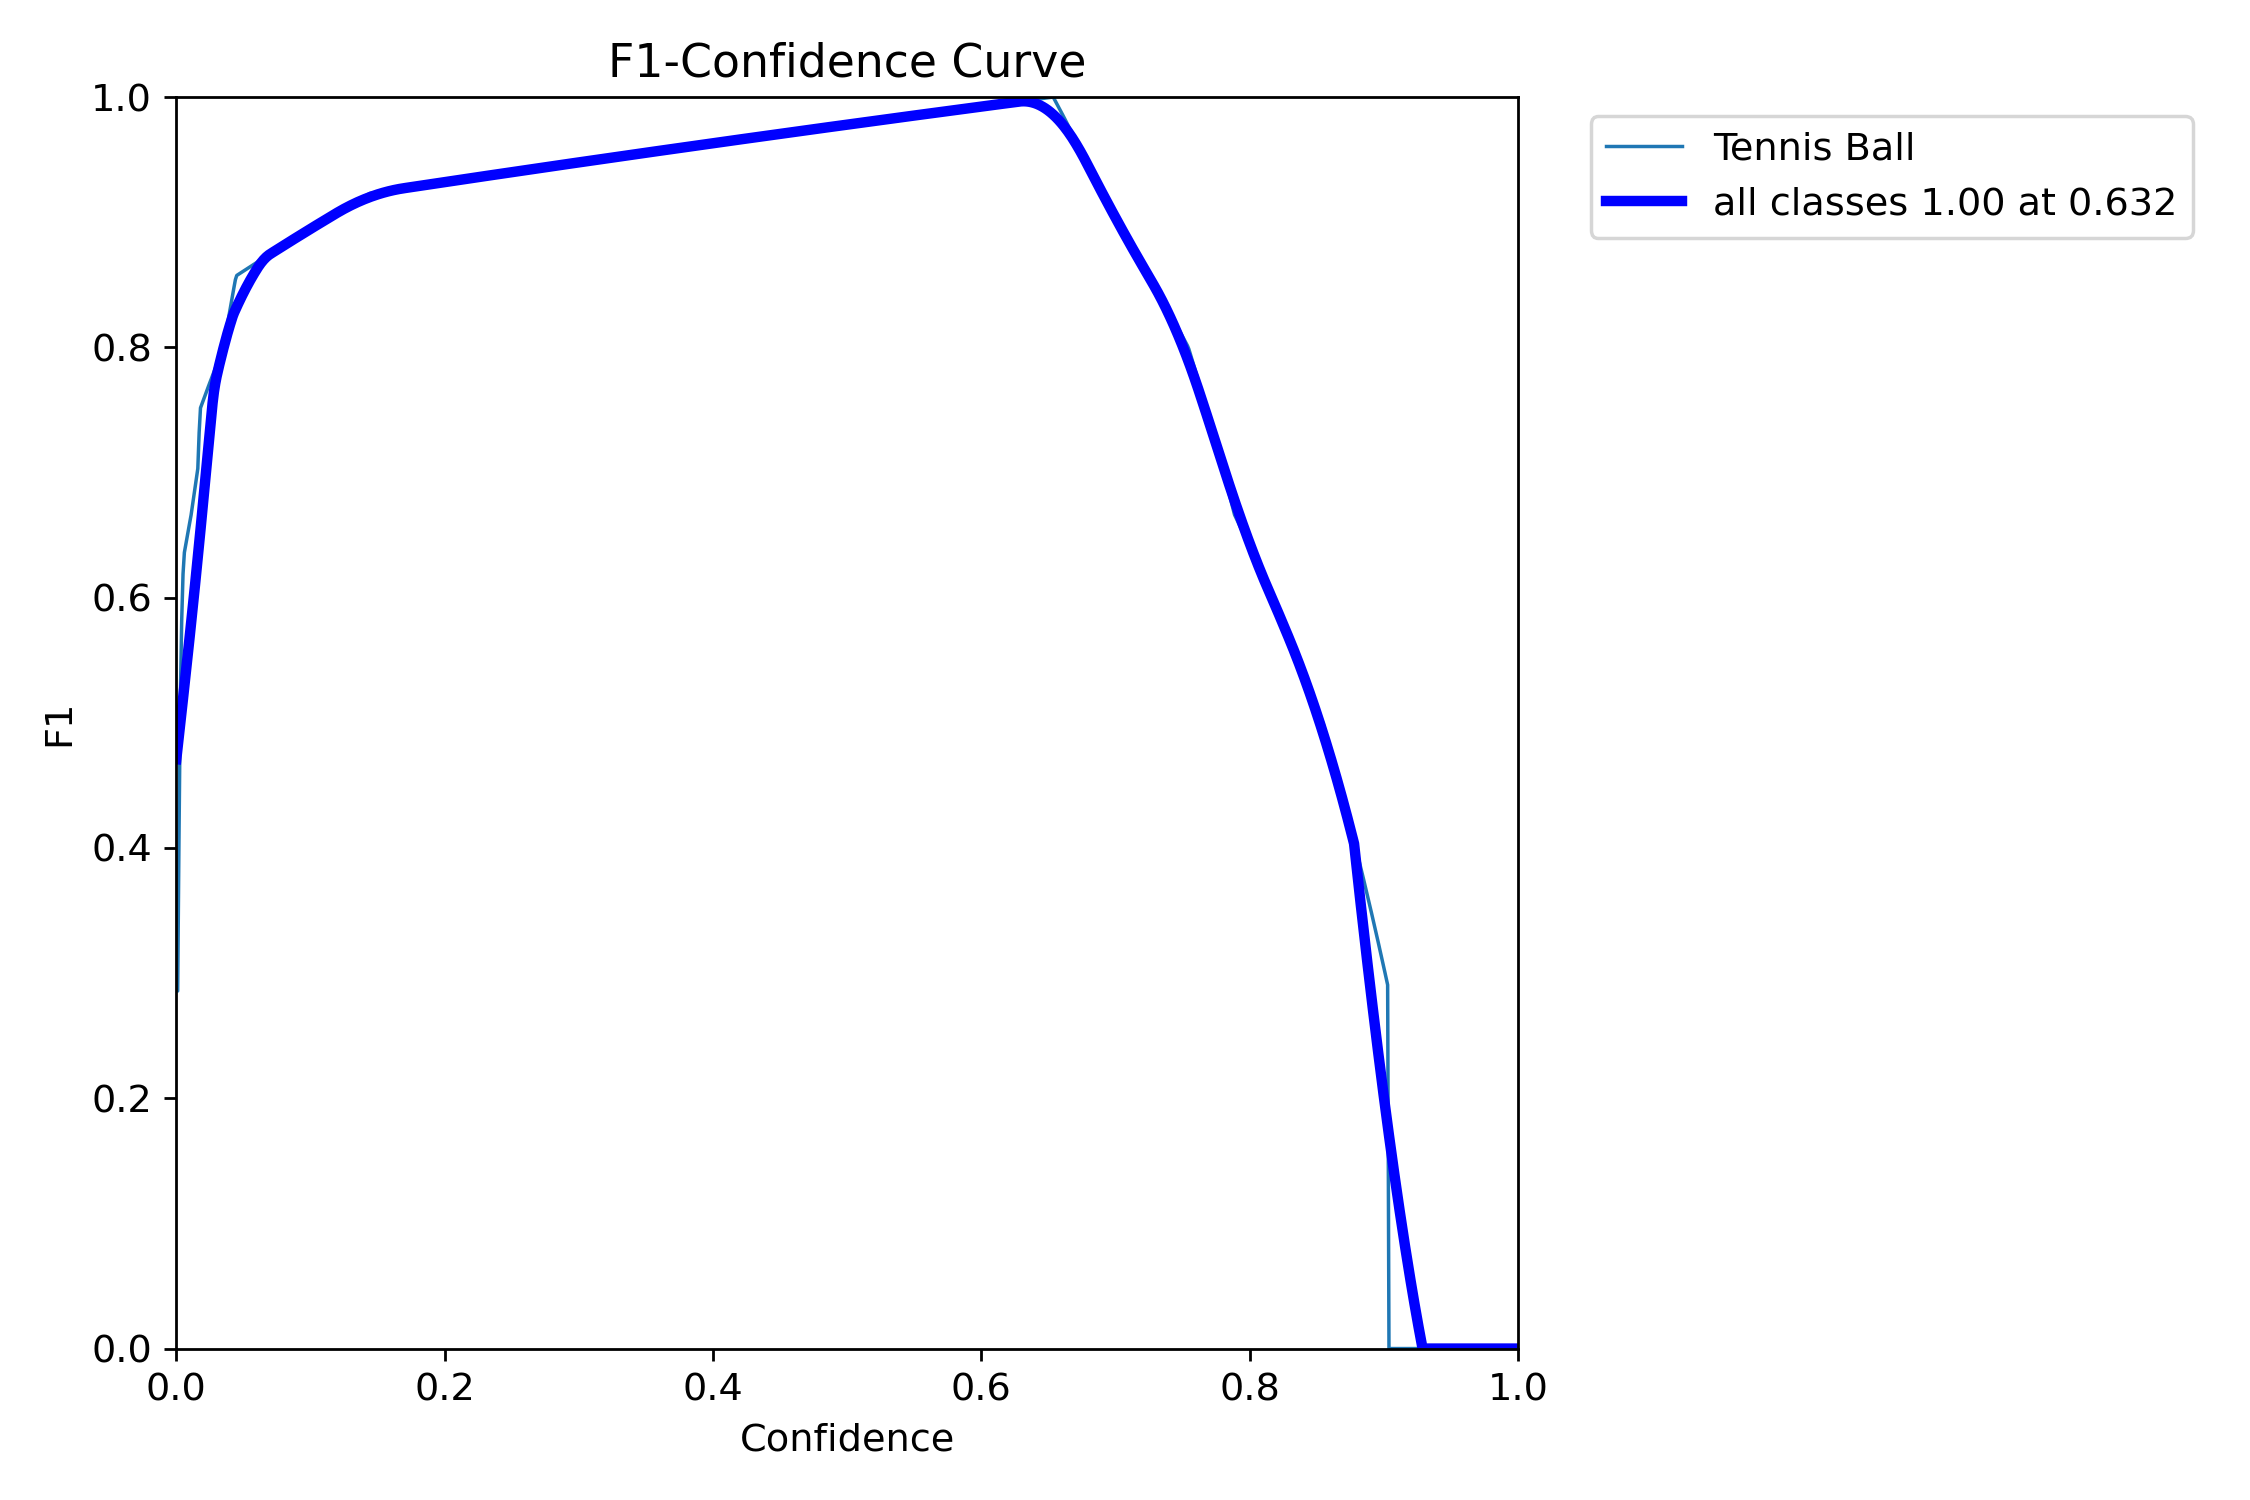 F1-Confidence Curve
1.0
0.8
0.6
0.4
0.2
0.0
F1
0.0 0.2 0.4 0.6 0.8 1.0
Confidence
Tennis Ball
all classes 1.00 at 0.632